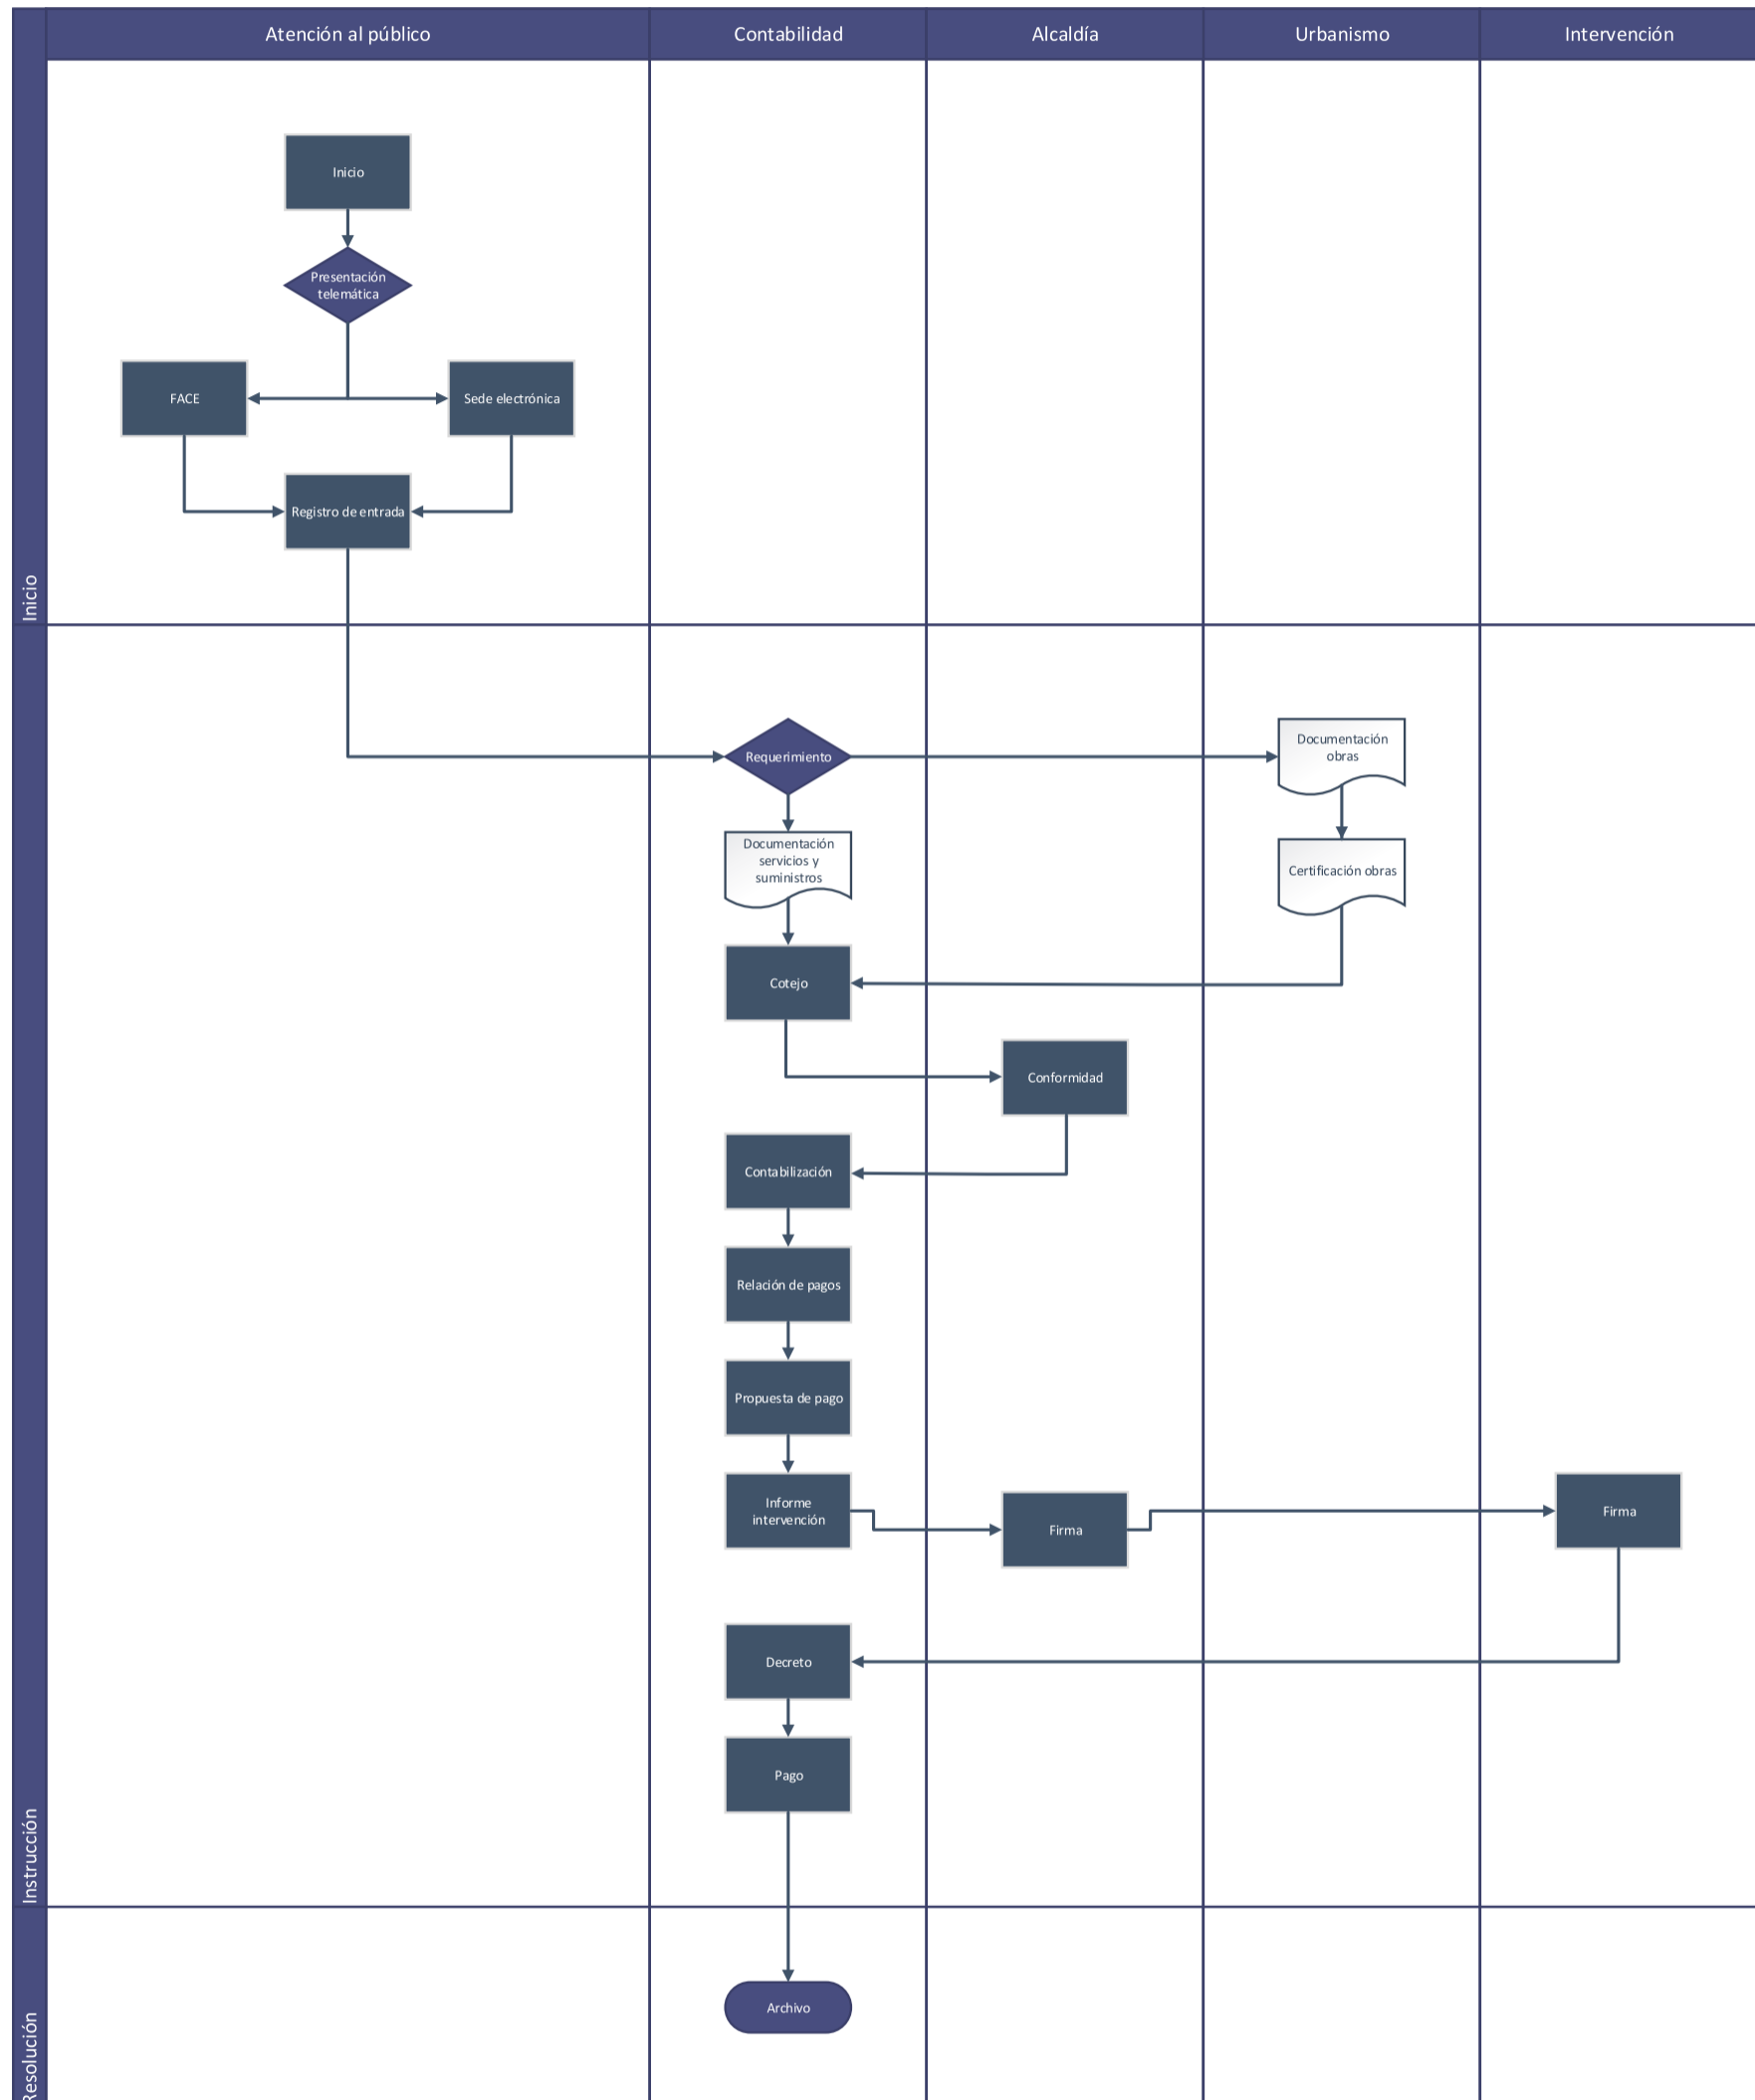 Atención al público
Contabilidad
Alcaldía
Urbanismo
Intervención
Inicio
Presentación
telemática
FACE
Sede electrónica
Registro de entrada
Inicio
Requerimiento
Documentación
obras
Documentación
servicios y
suministros
Certificación obras
Cotejo
Conformidad
Contabilización
Relación de pagos
Propuesta de pago
Informe
intervención
Firma
Firma
Decreto
Pago
Instrucción
Archivo
Resolución